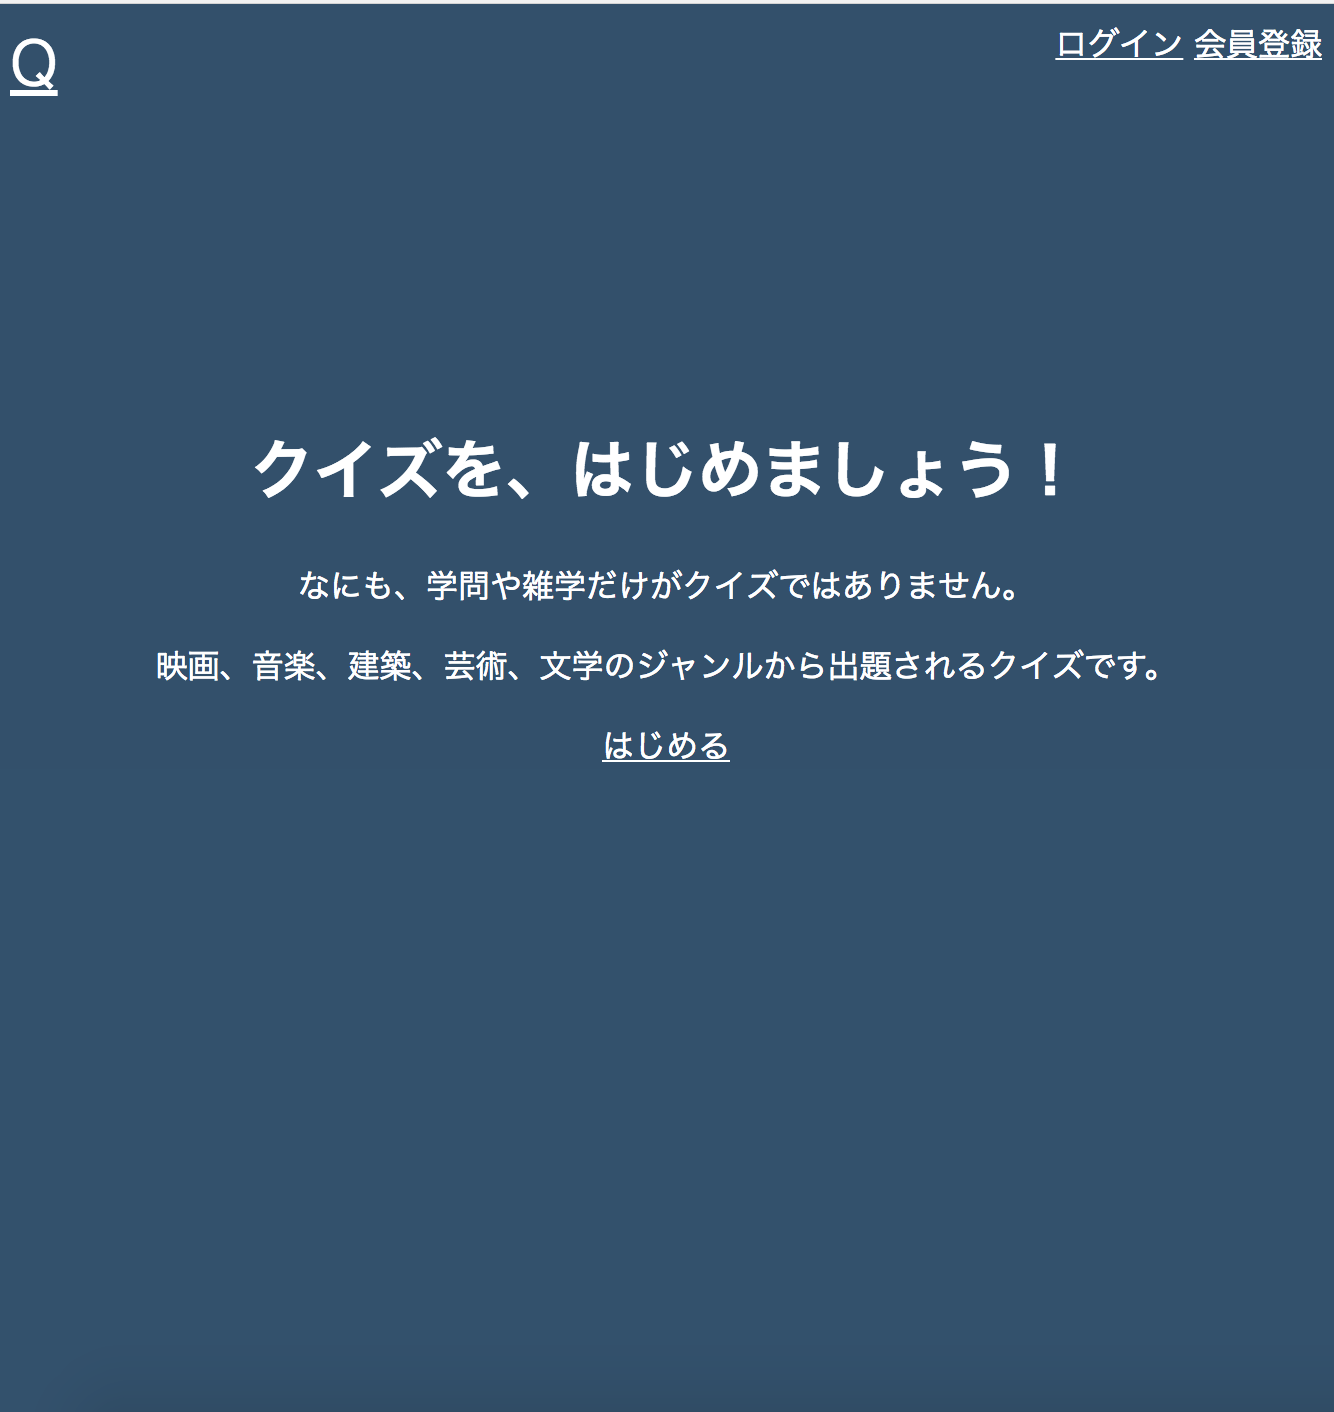 Q
ログイン 会員登録
クイズを、はじめましょう！
なにも、学問や雑学だけがクイズではありません。
映画、音楽、建築、芸術、文学のジャンルから出題されるクイズです。
はじめる